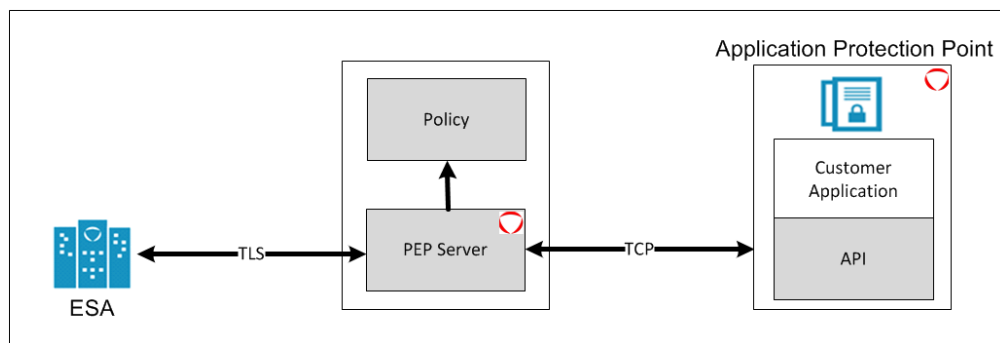 Application Protection Point
Policy
Customer
Application
PEP Server
TLS
TCP
API
ESA